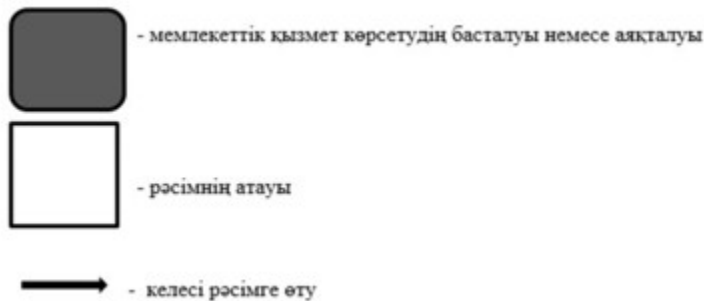 - мемлекеттік қызмет көрсетудің басталуы немесе аяқталуы
- рәсімнің атауы
- келесі рәсімге өту